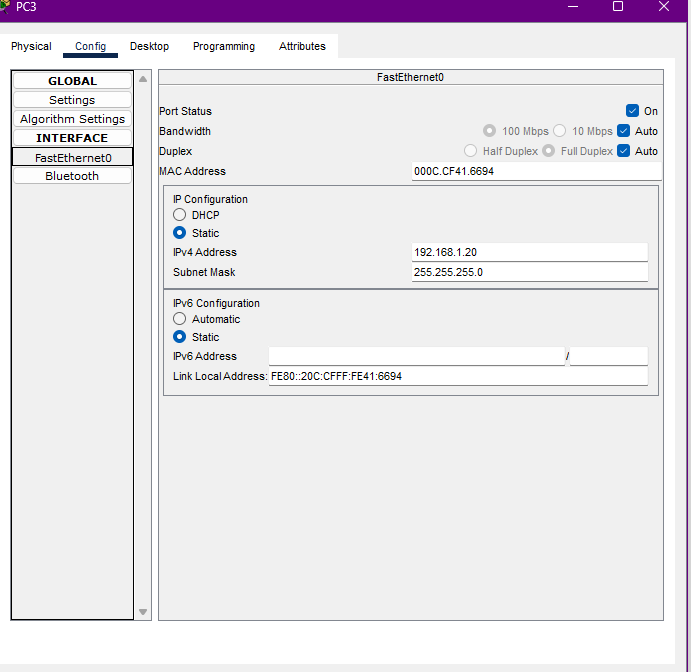 PC3
Physical Config Desktop Programming Attributes
GLOBAL
Settings
Algorithm Settings
INTERFACE
FastEthernet0
Bluetooth
FastEthernet0
Port Status On
Bandwidth 100 Mbps 10 Mbps Auto
Duplex Half Duplex Full Duplex Auto
MAC Address 000C.CF41.6694
IP Configuration
DHCP
Static
IPv4 Address 192.168.1.20
Subnet Mask 255.255.255.0
IPv6 Configuration
Automatic
Static
IPv6 Address /
Link Local Address: FE80::20C:CFFF:FE41:6694